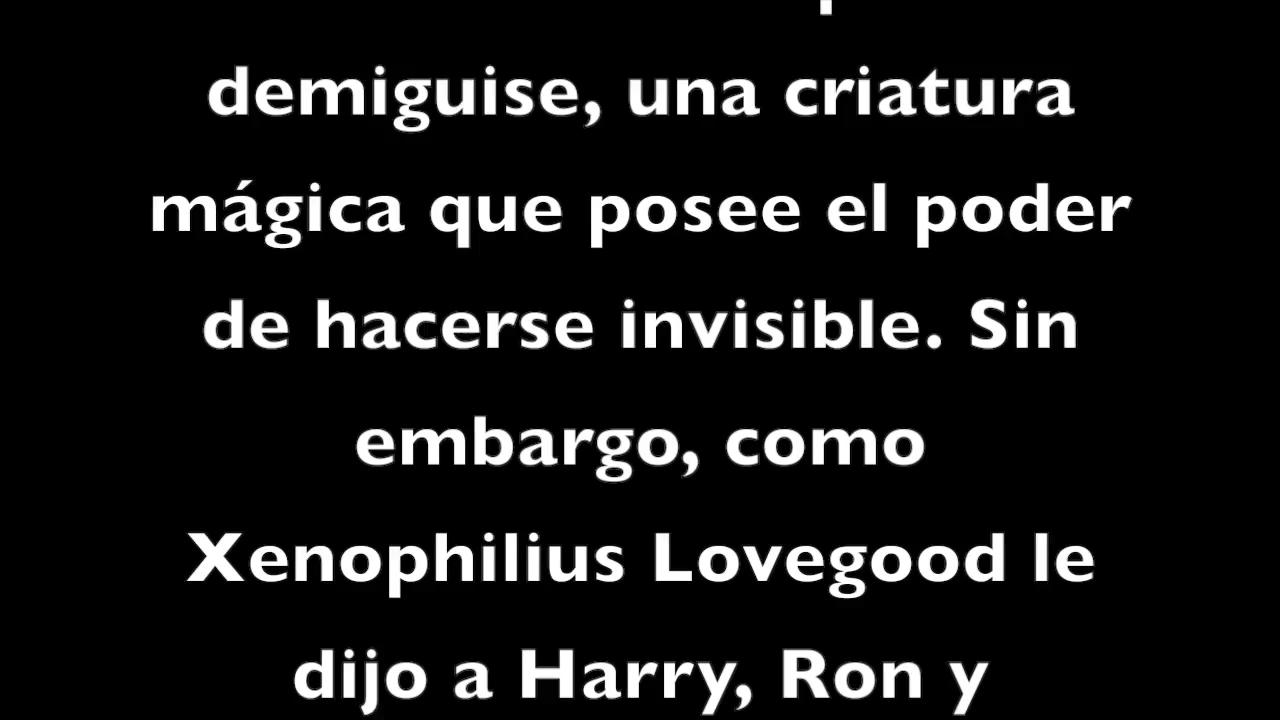 demiguise, una criatura
mágica que posee el poder
de hacerse invisible. Sin
embargo, como
Xenophilius Lovegood le
dijo a Harry, Ron y